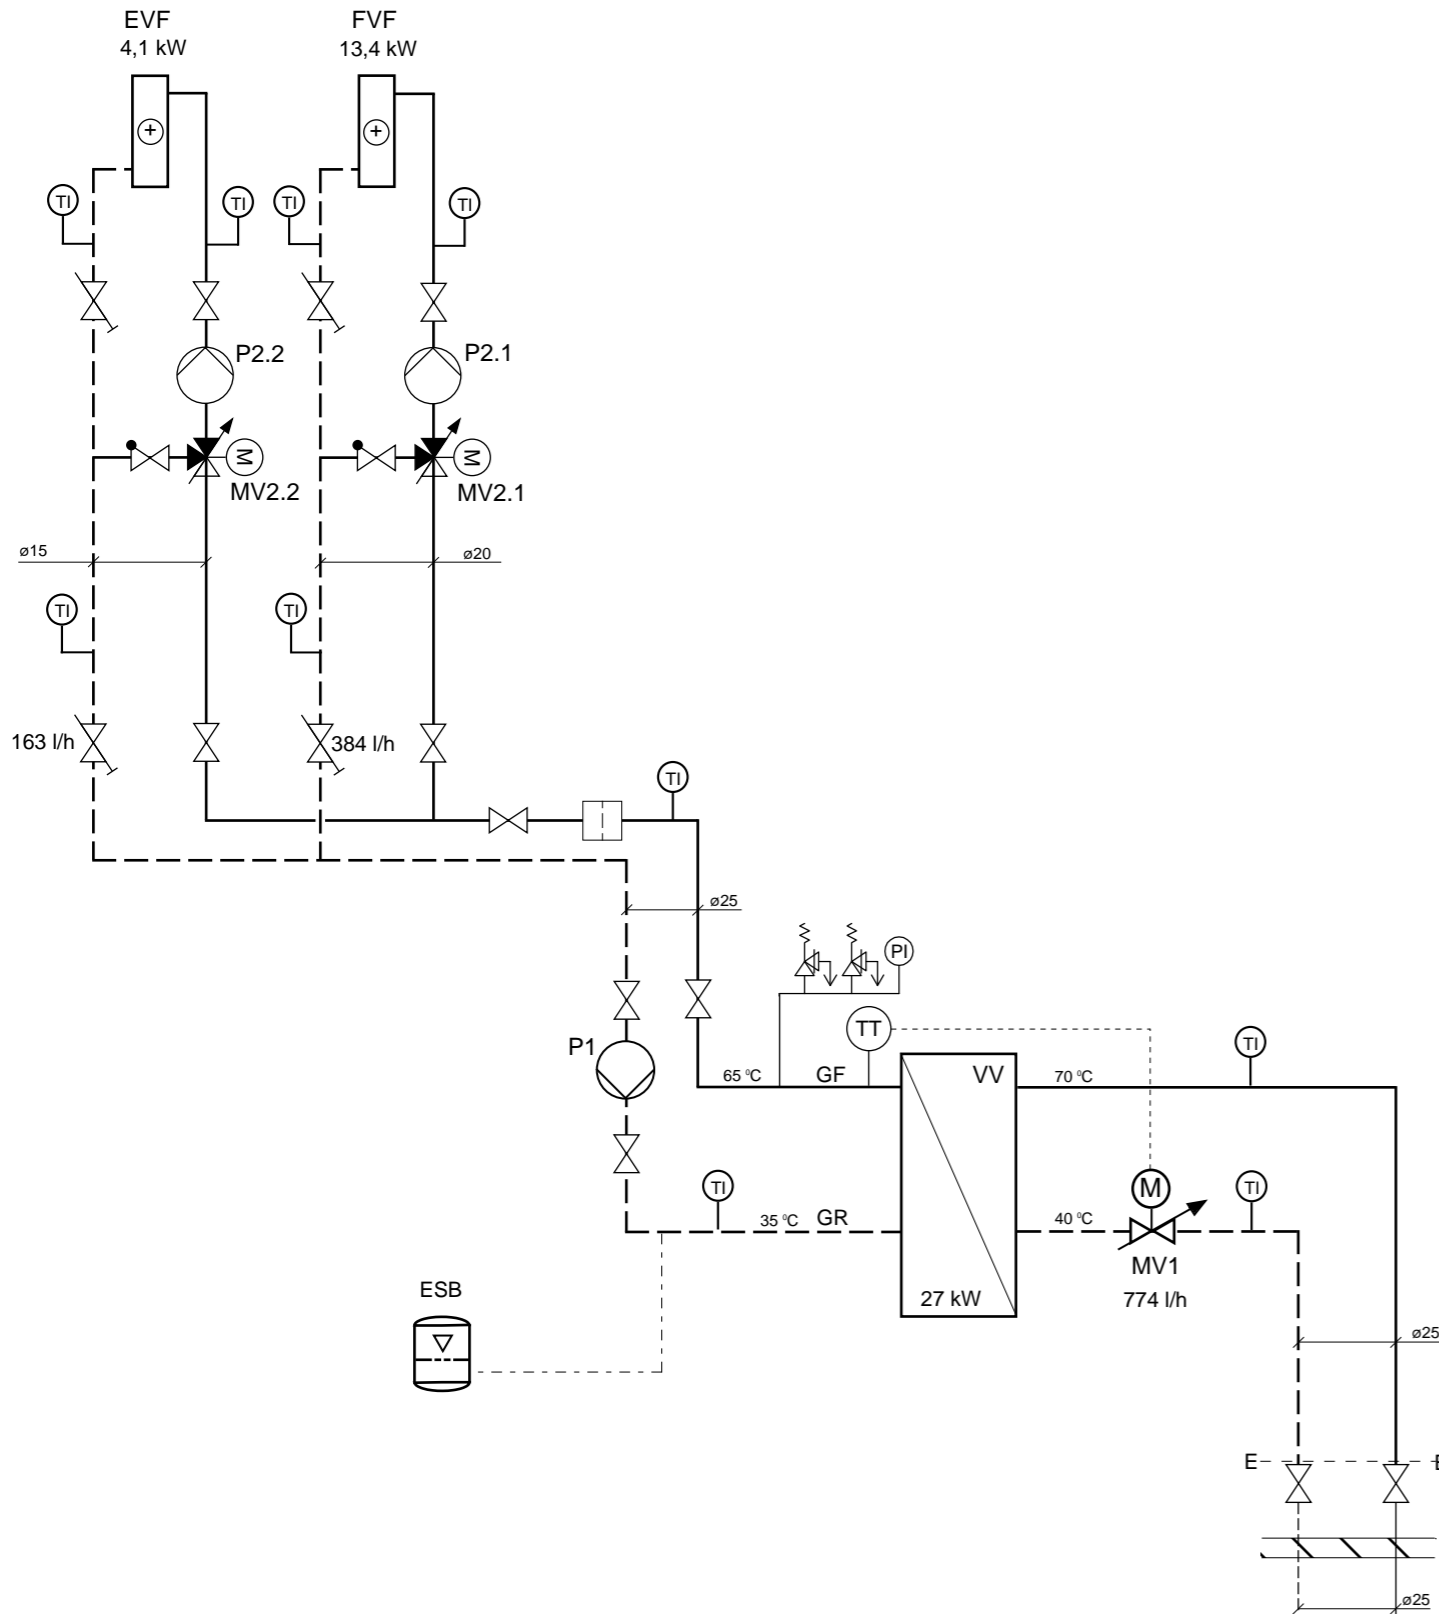 EVF
4,1 kW
FVF
13,4 kW
+
+
TI
TI
TI
TI
P2.2
P2.1
M
M
MV2.2
MV2.1
ø15
ø20
TI
TI
163 l/h
384 l/h
TI
ø25
PI
TT
P1
65 °C
GF
VV
70 °C
TI
M
TI
TI
35 °C
GR
40 °C
MV1
774 l/h
27 kW
ESB
ø25
E
ø25